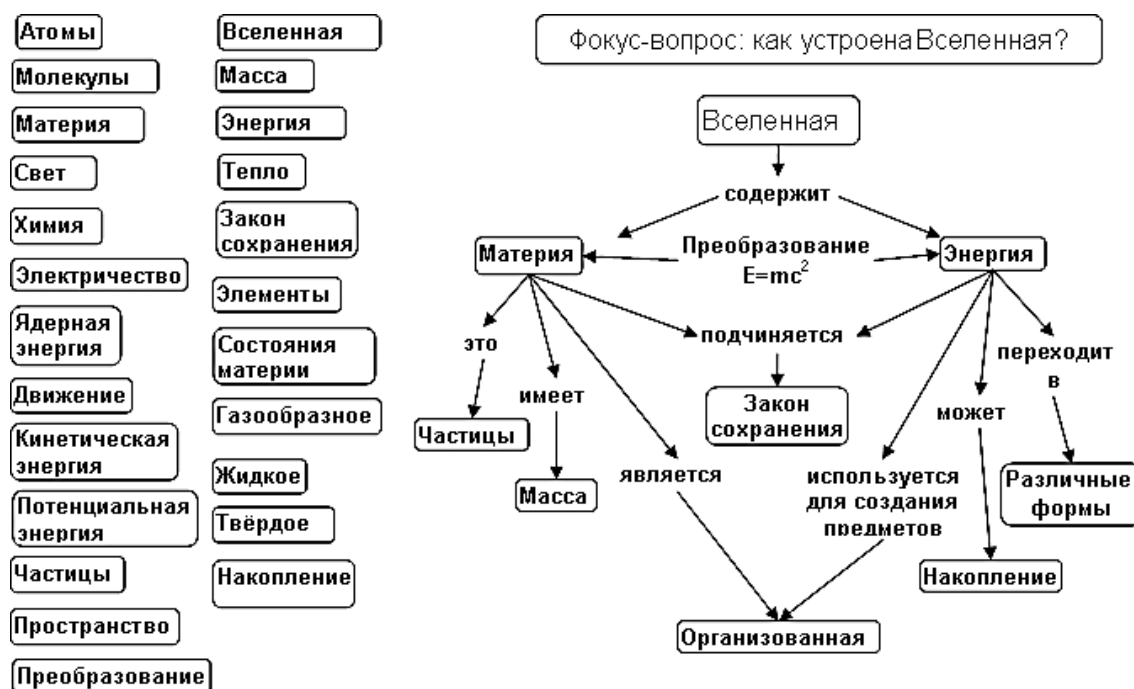 Атомы
Молекулы
Материя
Свет
Химия
Электричество
Ядерная
энергия
Движение
Кинетическая
энергия
Потенциальная
энергия
Частицы
Пространство
Преобразование
Вселенная
Масса
Энергия
Тепло
Закон
сохранения
Элементы
Состояния
материи
Газообразное
Жидкое
Твёрдое
Накопление
Фокус-вопрос: как устроена Вселенная?
Вселенная
содержит
Материя
Преобразование
E=mc²
Энергия
это
имеет
подчиняется
переходит
в
Частицы
Закон
сохранения
может
Масса
является
используется
для создания
предметов
Различные
формы
Накопление
Организованная